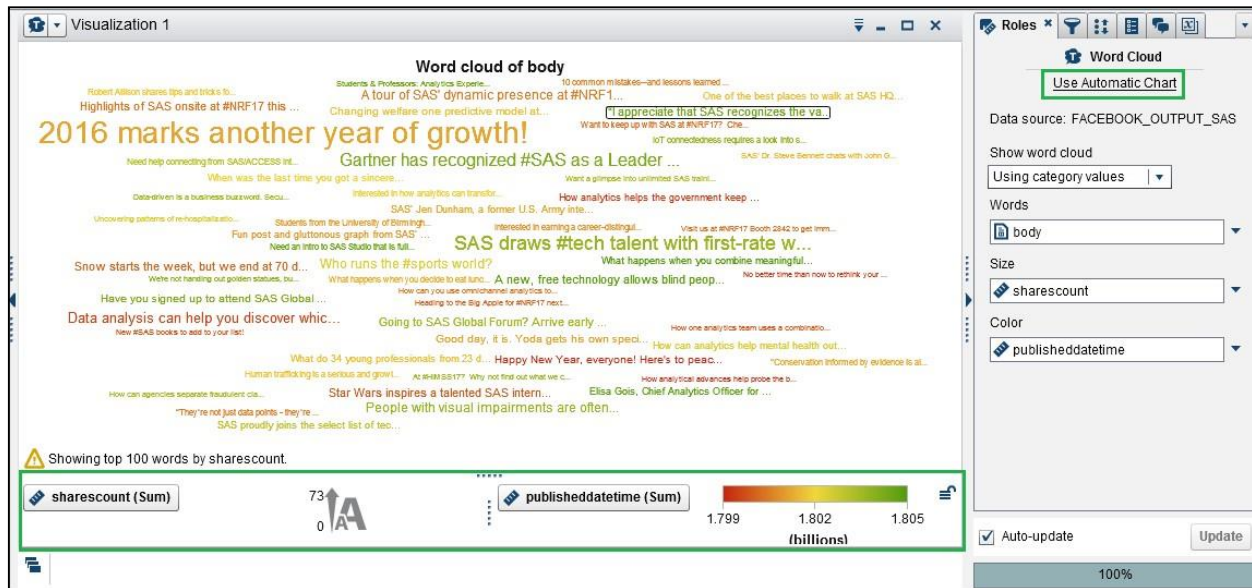 Visualization 1
Word cloud of body
Students & Professors: Analytics Experie...
10 common mistakes—and lessons learned ...
Robert Allison shares tips and tricks fo...
A tour of SAS' dynamic presence at #NRF1...
One of the best places to walk at SAS HQ...
Highlights of SAS onsite at #NRF17 this ...
Changing welfare one predictive model at...
"I appreciate that SAS recognizes the va...
2016 marks another year of growth!
Want to keep up with SAS at #NRF17? Che...
IoT connectedness requires a look into s...
Need help connecting from SAS/ACCESS Int...
Gartner has recognized #SAS as a Leader ...
SAS' Dr. Steve Bennett chats with John G...
When was the last time you got a sincere...
Want a glimpse into unlimited SAS traini...
Data-driven is a business buzzword. Secu...
Interested in how analytics can transfor...
How analytics helps the government keep ...
SAS' Jen Dunham, a former U.S. Army inte...
Uncovering patterns of re-hospitalizatio...
Students from the University of Birmingh...
Interested in earning a career-distingui...
Visit us at #NRF17 Booth 2842 to get imm...
Fun post and gluttonous graph from SAS' ...
Need an intro to SAS Studio that is full...
SAS draws #tech talent with first-rate w...
Snow starts the week, but we end at 70 d...
Who runs the #sports world?
What happens when you combine meaningful...
We're not handing out golden statues, bu...
What happens when you decide to eat lunc...
A new, free technology allows blind peop...
No better time than now to rethink your ...
How can you use omnichannel analytics to...
Have you signed up to attend SAS Global ...
Heading to the Big Apple for #NRF17 next...
Data analysis can help you discover whic...
Going to SAS Global Forum? Arrive early ...
New #SAS books to add to your list!
How one analytics team uses a combinatio...
Good day, it is. Yoda gets his own speci...
How can analytics help mental health out...
What do 34 young professionals from 23 d...
Happy New Year, everyone! Here's to peac...
"Conservation informed by evidence is al...
Human trafficking is a serious and growi...
At #HIMSS17? Why not find out what we c...
How analytical advances help probe the b...
How can agencies separate fraudulent cla...
Star Wars inspires a talented SAS intern...
Elisa Gois, Chief Analytics Officer for ...
"They're not just data points - they're ...
People with visual impairments are often...
SAS proudly joins the select list of tec...
Showing top 100 words by sharescount.
sharescount (Sum)
73
0
publisheddatetime (Sum)
1.799 1.802 1.805
(billions)
Roles
Word Cloud
Use Automatic Chart
Data source: FACEBOOK_OUTPUT_SAS
Show word cloud
Using category values
Words
body
Size
sharescount
Color
publisheddatetime
Auto-update
Update
100%